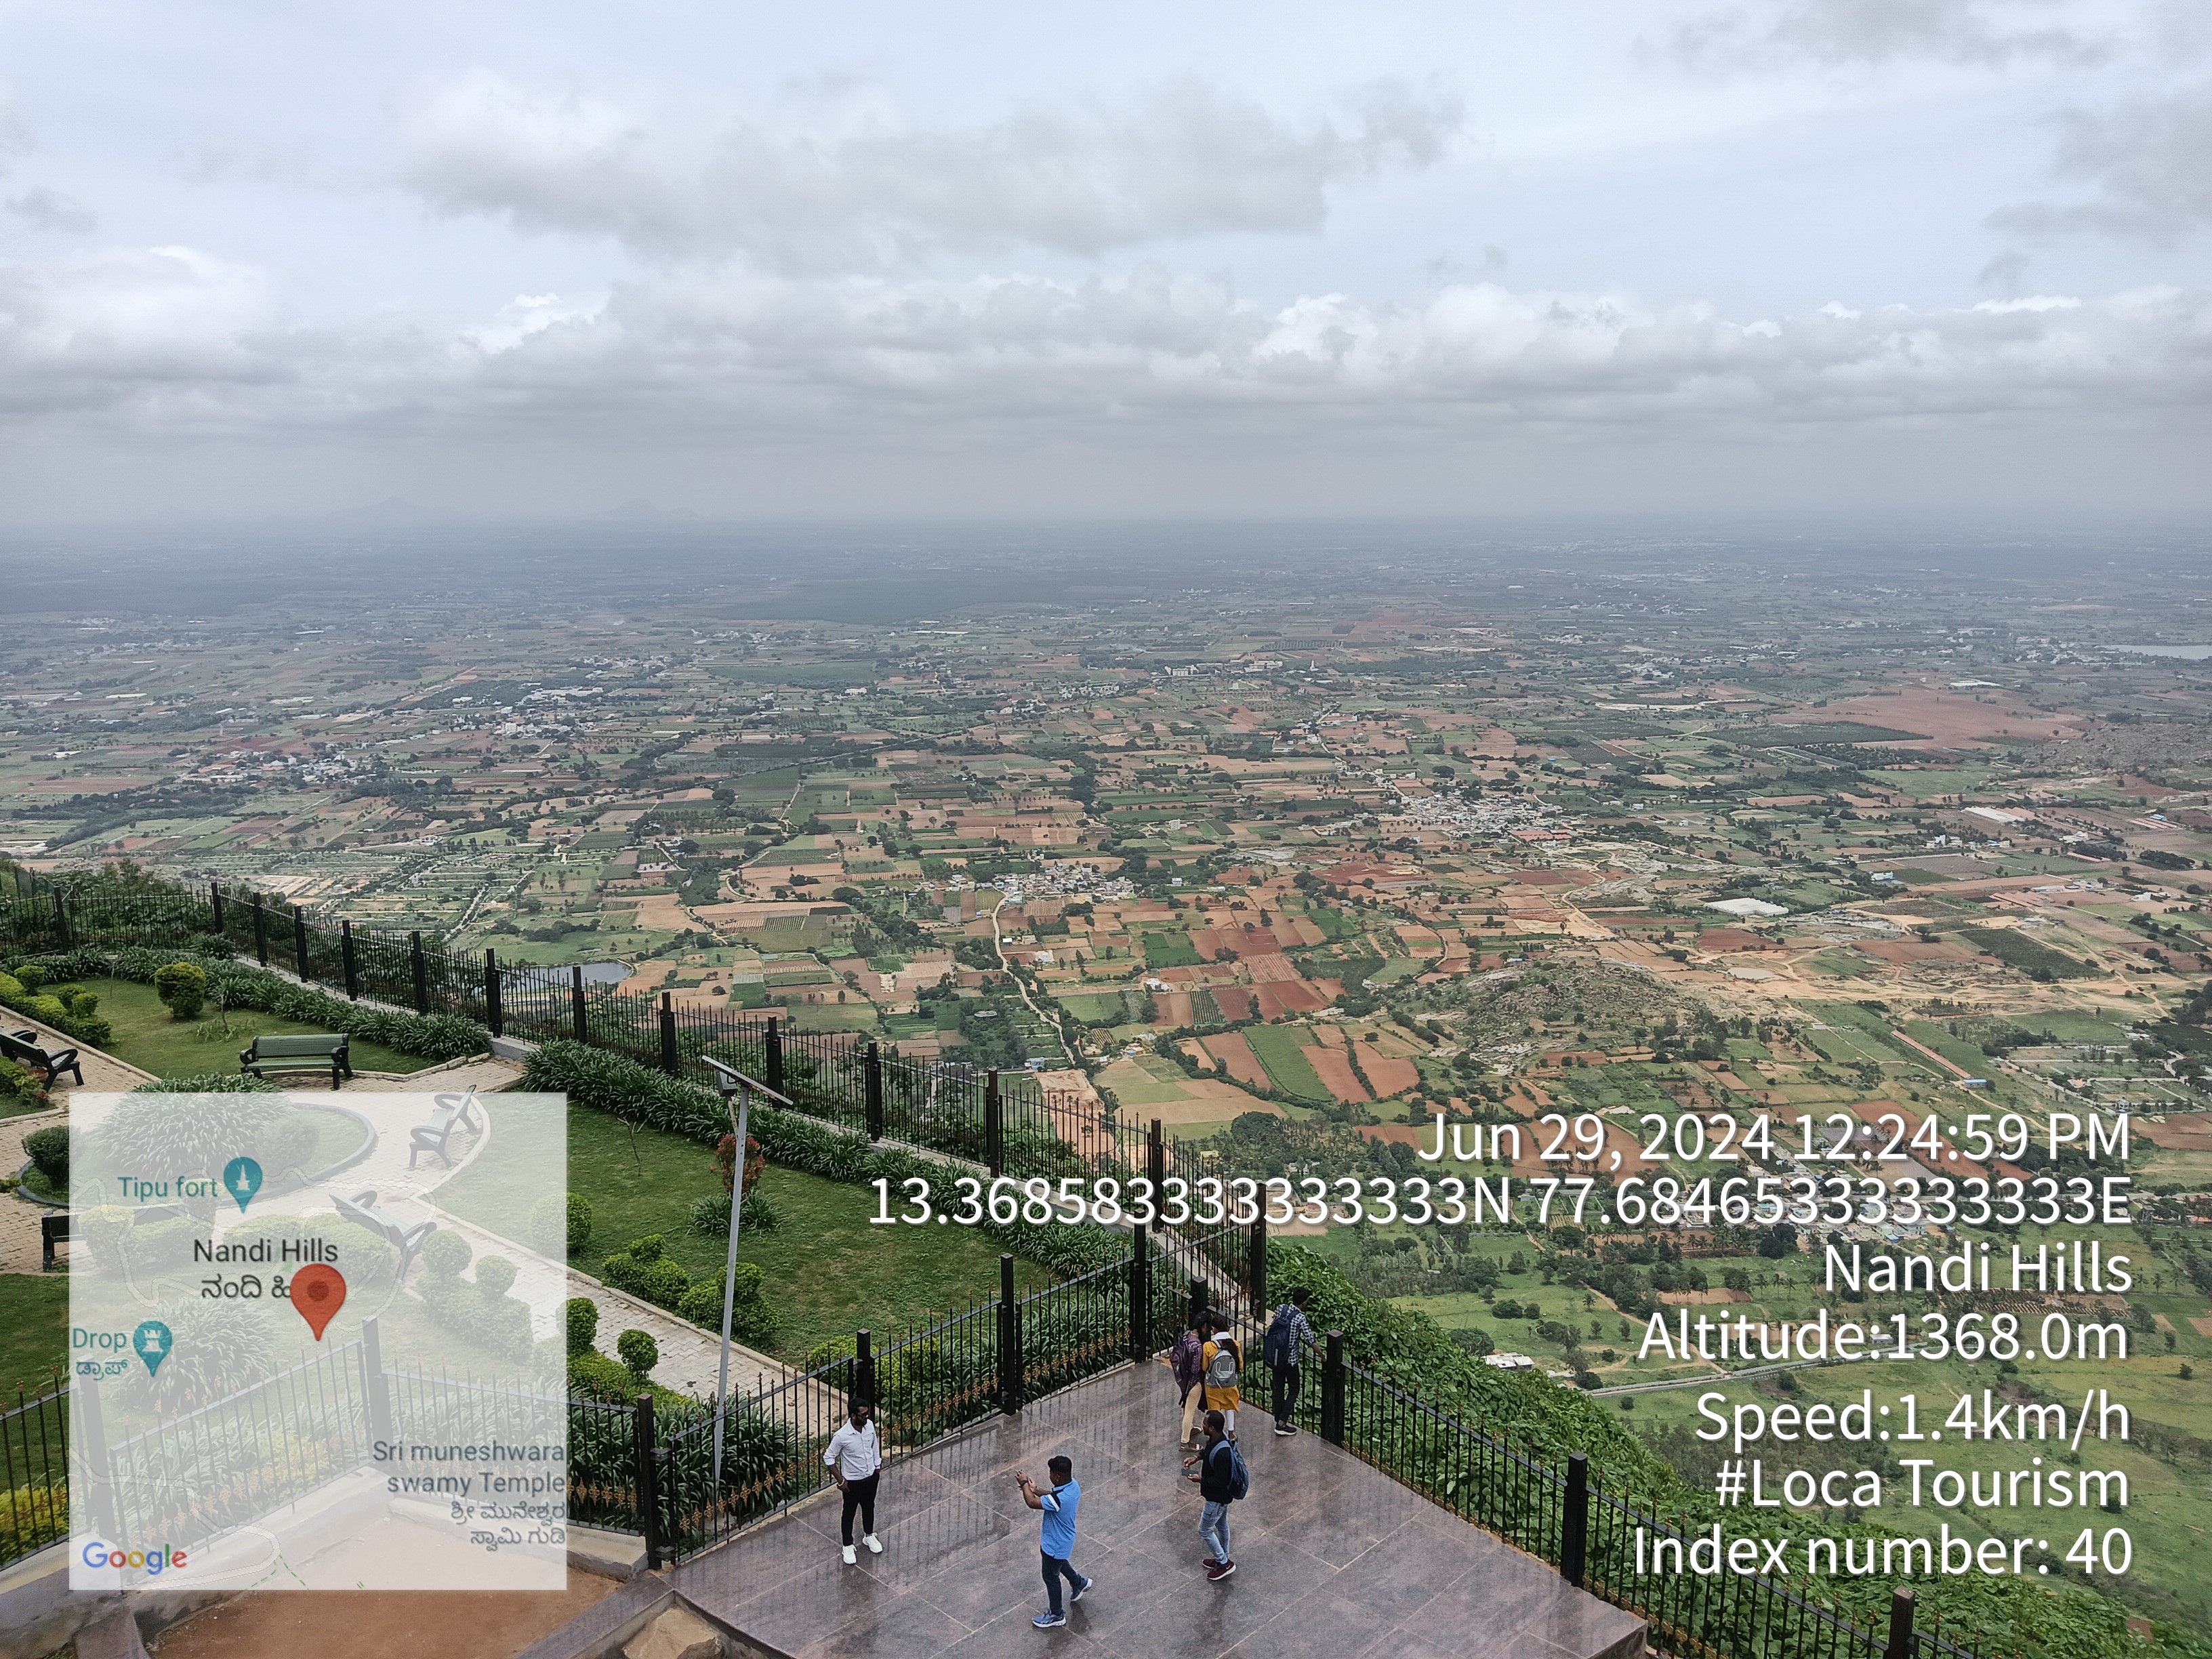 Tipu fort
Nandi Hills
ನಂದಿ ಹಿ
Drop
ಡ್ರಾಪ್
Sri muneshwara
swamy Temple
ಶ್ರೀ ಮುನೇಶ್ವರ
ಸ್ವಾಮಿ ಗುಡಿ
Google
Jun 29, 2024 12:24:59 PM
13.368583333333333N 77.68465333333333E
Nandi Hills
Altitude:1368.0m
Speed:1.4km/h
#Loca Tourism
Index number: 40